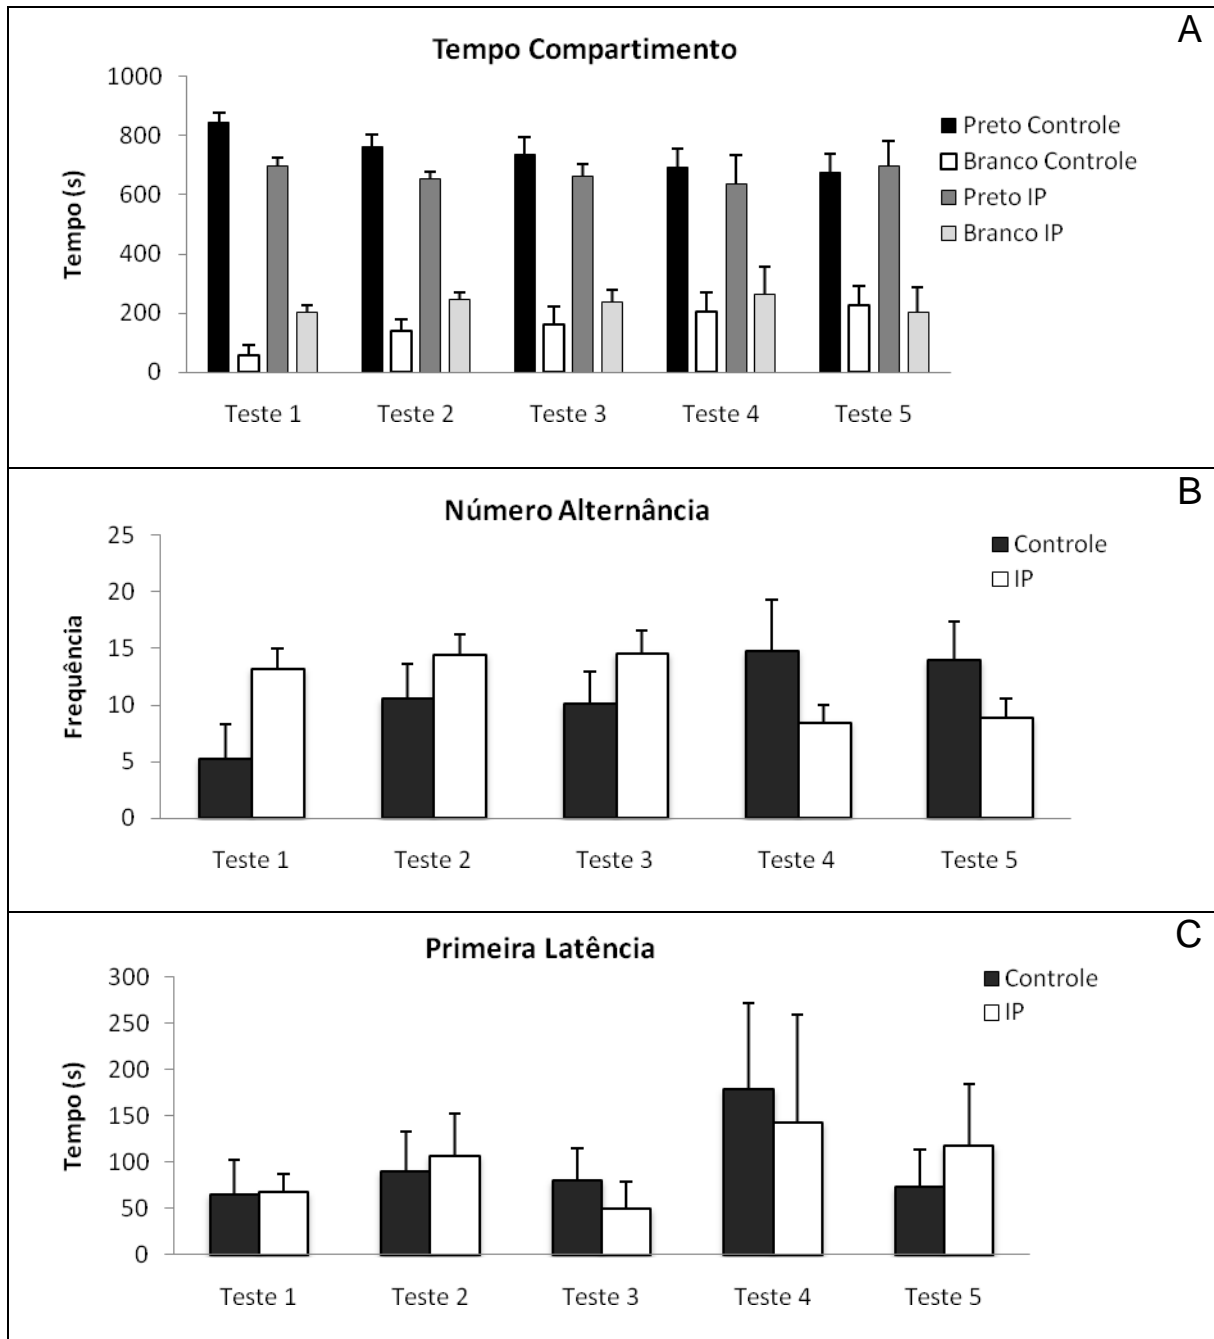 A
Tempo Compartimento
Tempo (s)
1000
800
600
400
200
0
Preto Controle
Branco Controle
Preto IP
Branco IP
Teste 1 Teste 2 Teste 3 Teste 4 Teste 5
B
Número Alternância
Frequência
25
20
15
10
5
0
Controle
IP
Teste 1 Teste 2 Teste 3 Teste 4 Teste 5
C
Primeira Latência
Tempo (s)
300
250
200
150
100
50
0
Controle
IP
Teste 1 Teste 2 Teste 3 Teste 4 Teste 5